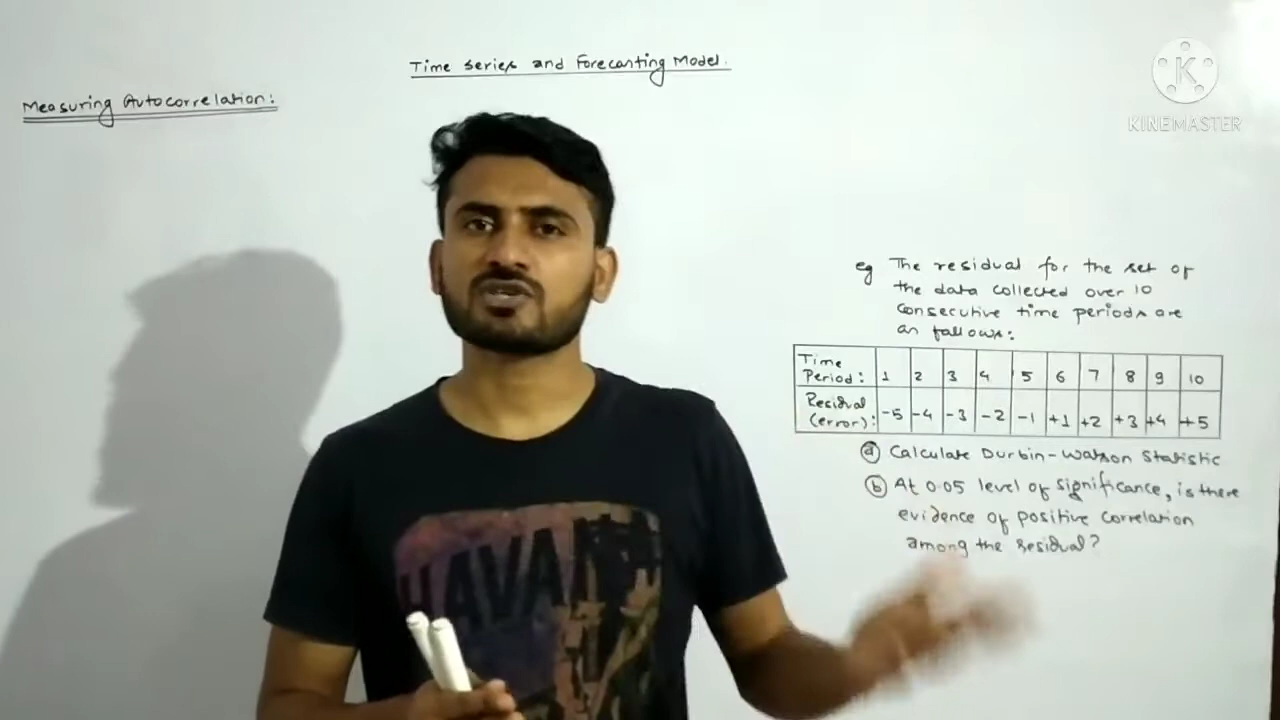 Time Series and Forecasting Model.
Measuring Autocorrelation:
eg The residual for the set of
the data collected over 10
consecutive time periods are
as follows:
Time Period: 1 2 3 4 5 6 7 8 9 10
Residual (error): -5 -4 -3 -2 -1 +1 +2 +3 +4 +5
(a) Calculate Durbin-Watson Statistic
(b) At 0.05 level of significance, is there
evidence of positive correlation
among the residual?
K
KINEMASTER
HAVAN